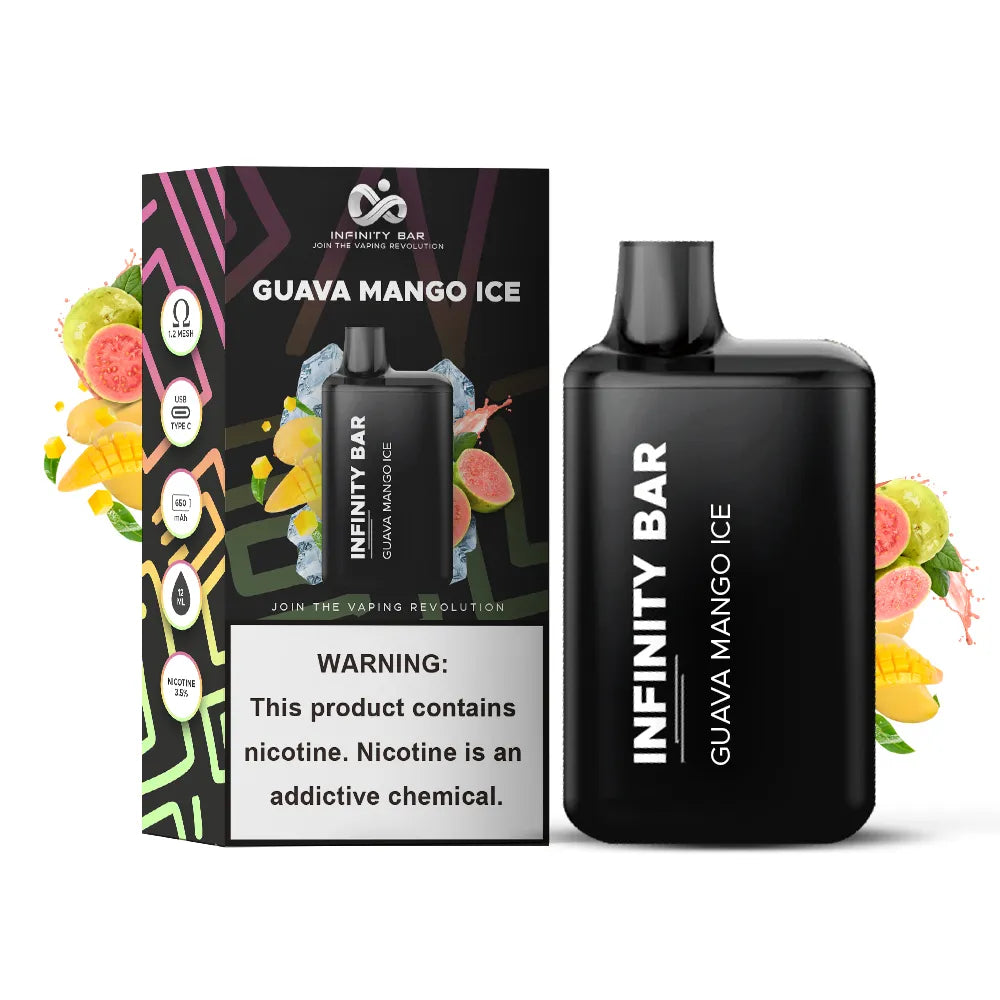 INFINITY BAR
JOIN THE VAPING REVOLUTION
GUAVA MANGO ICE
INFINITY BAR
GUAVA MANGO ICE
JOIN THE VAPING REVOLUTION
WARNING:
This product contains
nicotine. Nicotine is an
addictive chemical.
Ω
1.2 MESH
USB
TYPE C
650
mAh
12
ML
NICOTINE
3.5%
INFINITY BAR
GUAVA MANGO ICE